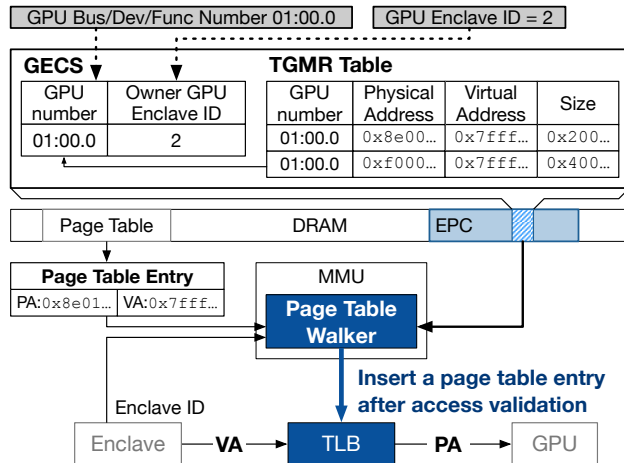 GPU Bus/Dev/Func Number 01:00.0
GPU Enclave ID = 2
GECS
GPU number
Owner GPU Enclave ID
01:00.0
2
TGMR Table
GPU number
Physical Address
Virtual Address
Size
01:00.0
0x8e00…
0x7fff…
0x200…
01:00.0
0xf000…
0x7fff…
0x400…
Page Table
DRAM
EPC
Page Table Entry
PA:0x8e01…
VA:0x7fff…
MMU
Page Table
Walker
Insert a page table entry
after access validation
Enclave ID
Enclave
VA
TLB
PA
GPU